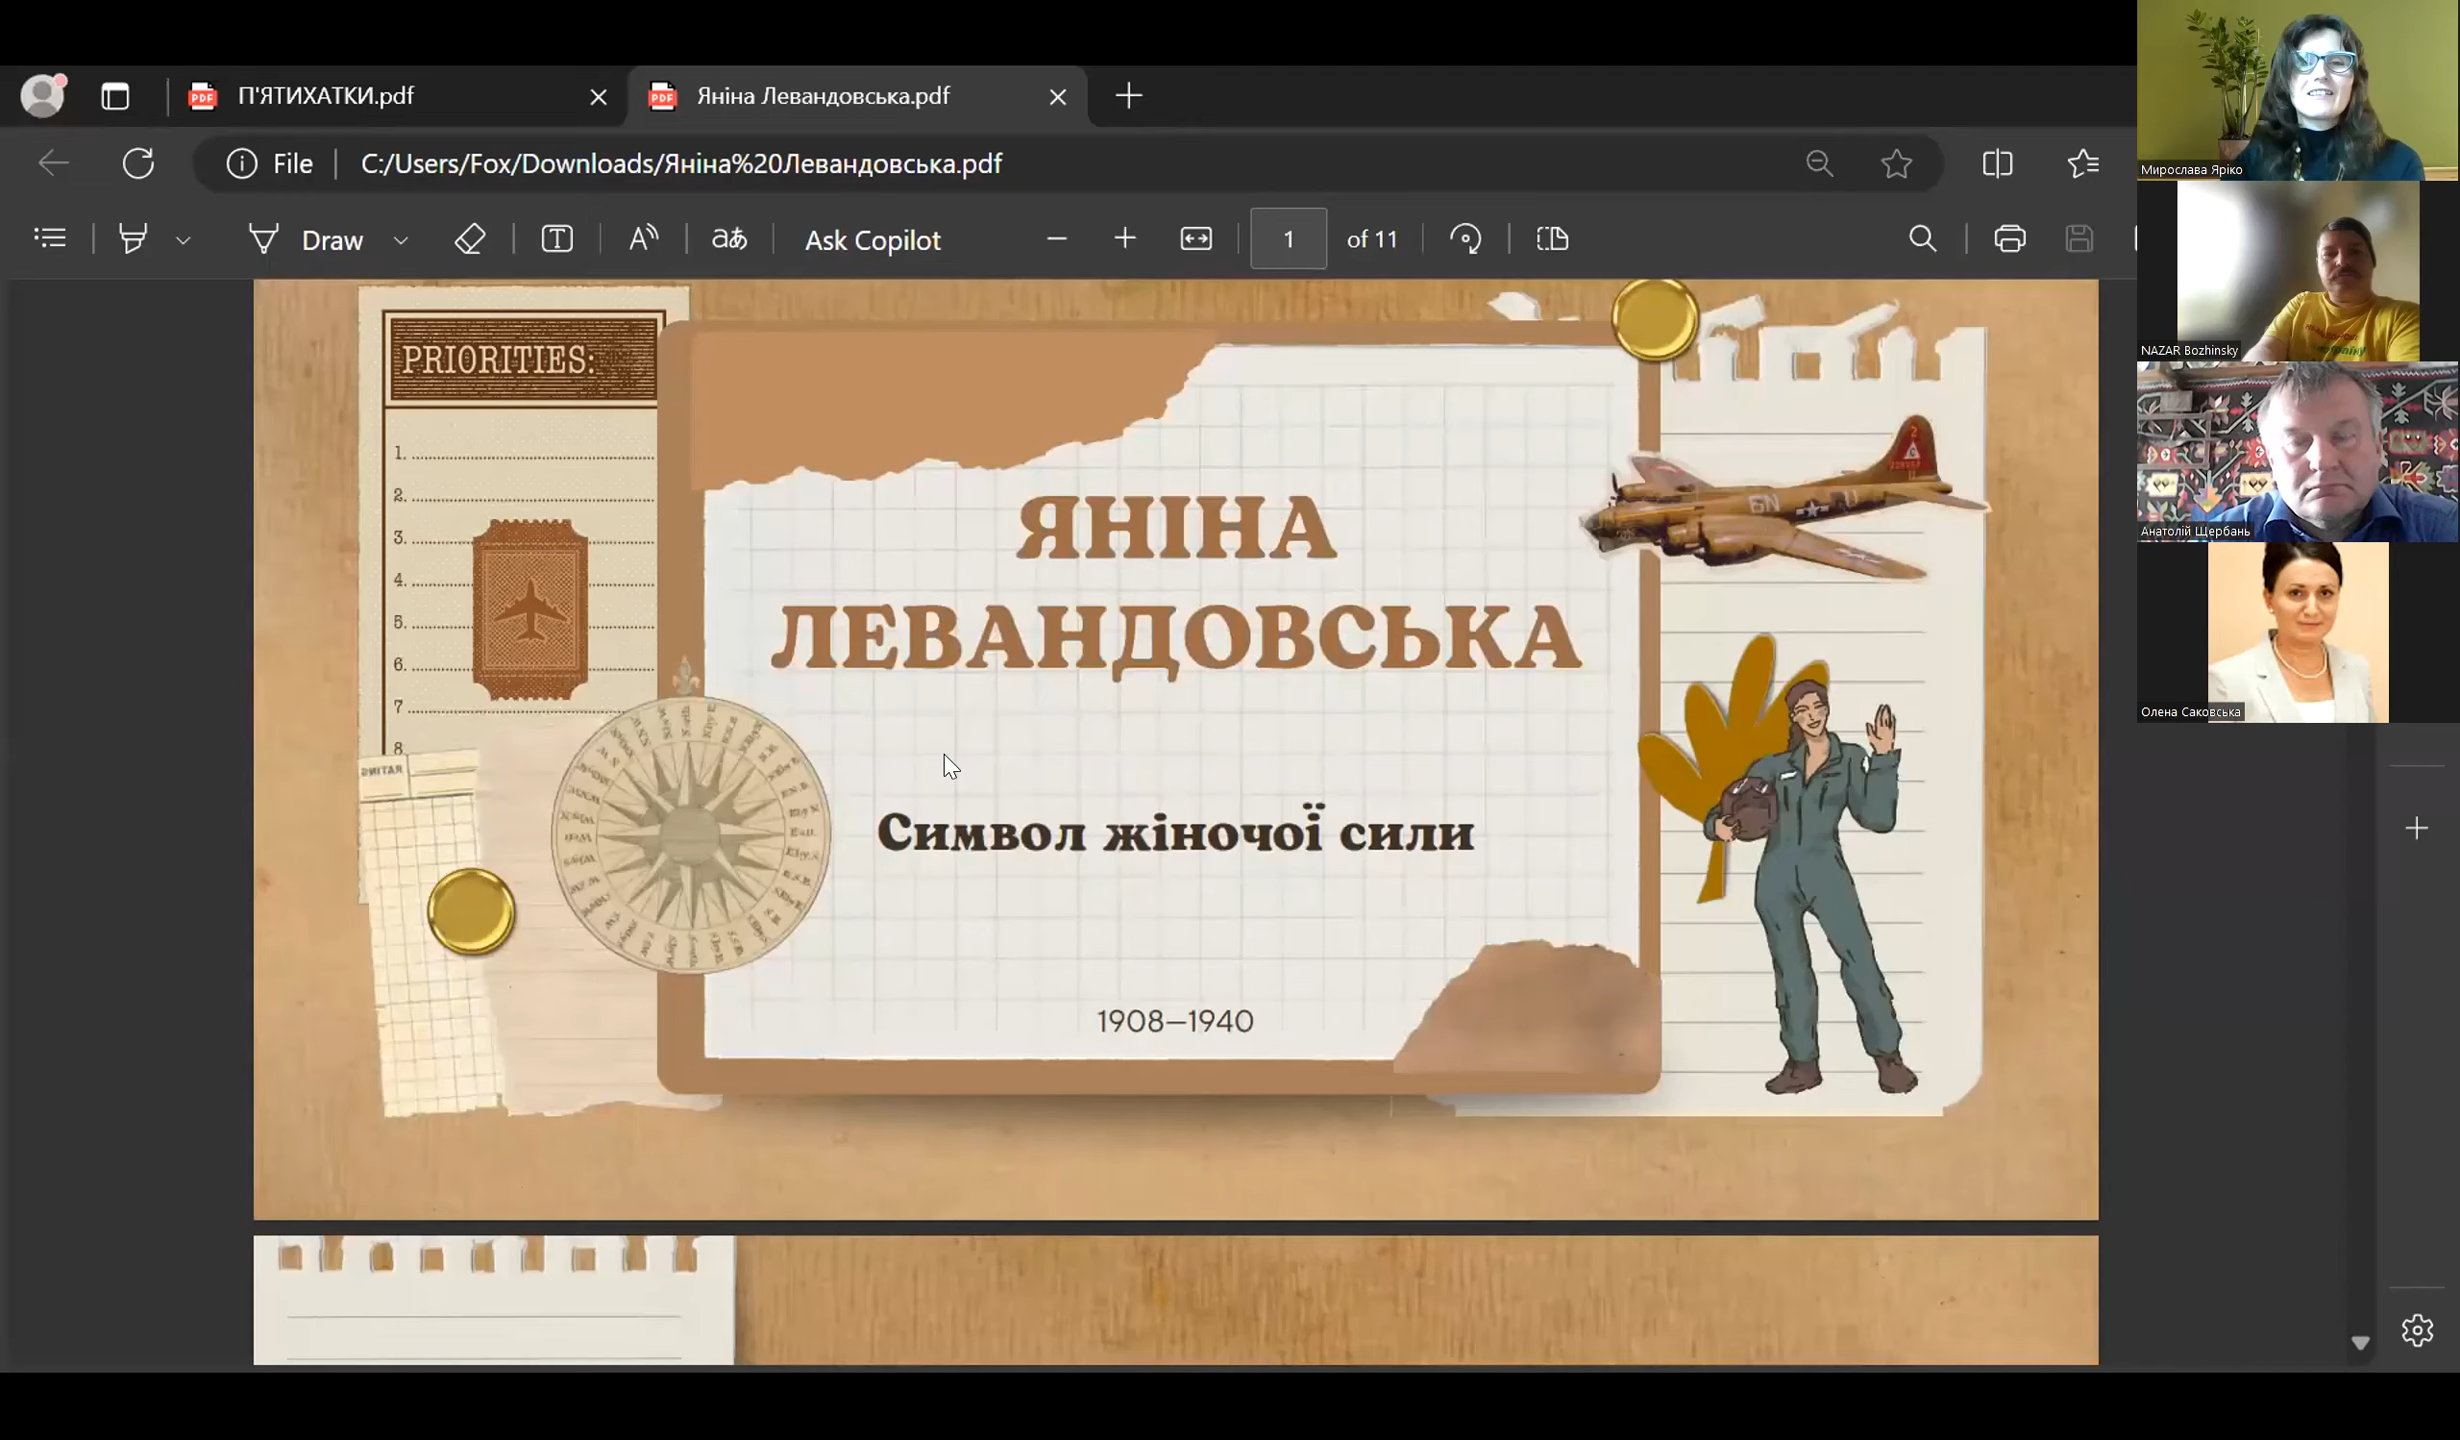 П'ЯТИХАТКИ.pdf
Яніна Левандовська.pdf
File
C:/Users/Fox/Downloads/Яніна%20Левандовська.pdf
Draw
Ask Copilot
1
of 11
PRIORITIES:
1.
2.
3.
4.
5.
6.
7.
8
ЯНІНА
ЛЕВАНДОВСЬКА
Символ жіночої сили
1908–1940
6N
U
Мирослава Яріко
NAZAR Bozhinsky
Анатолій Щербань
Олена Саковська